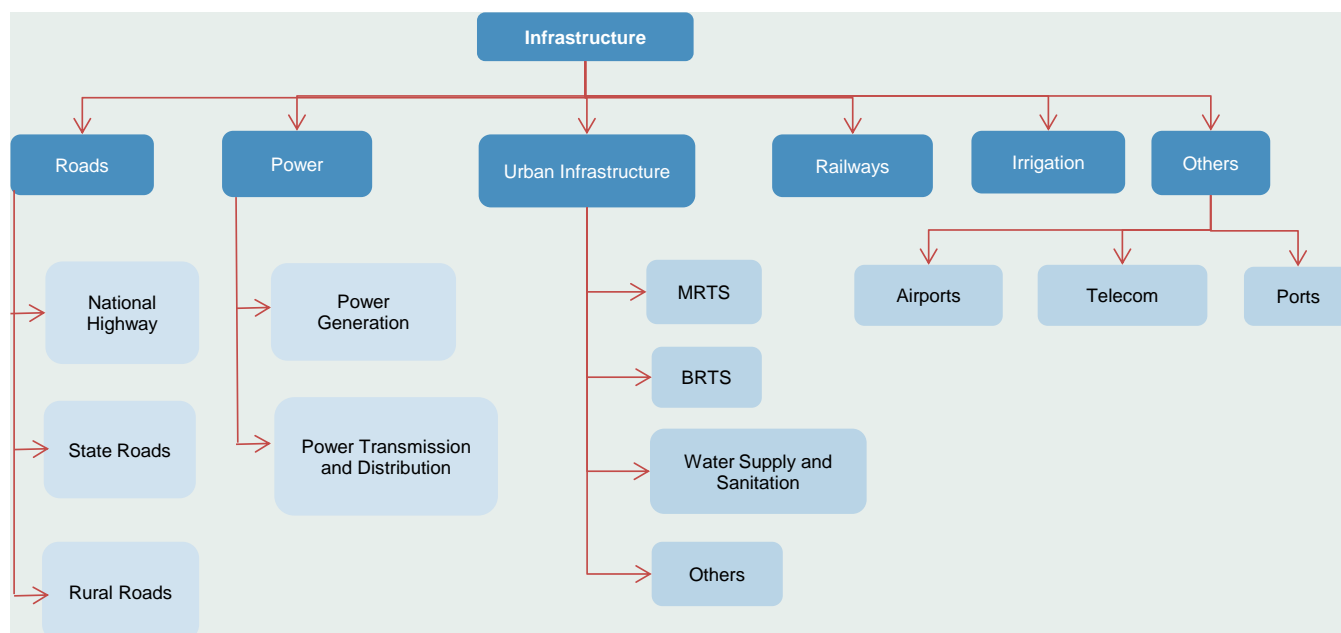 Infrastructure
Roads
Power
Urban Infrastructure
Railways
Irrigation
Others
National
Highway
State Roads
Rural Roads
Power
Generation
Power Transmission
and Distribution
MRTS
BRTS
Water Supply and
Sanitation
Others
Airports
Telecom
Ports